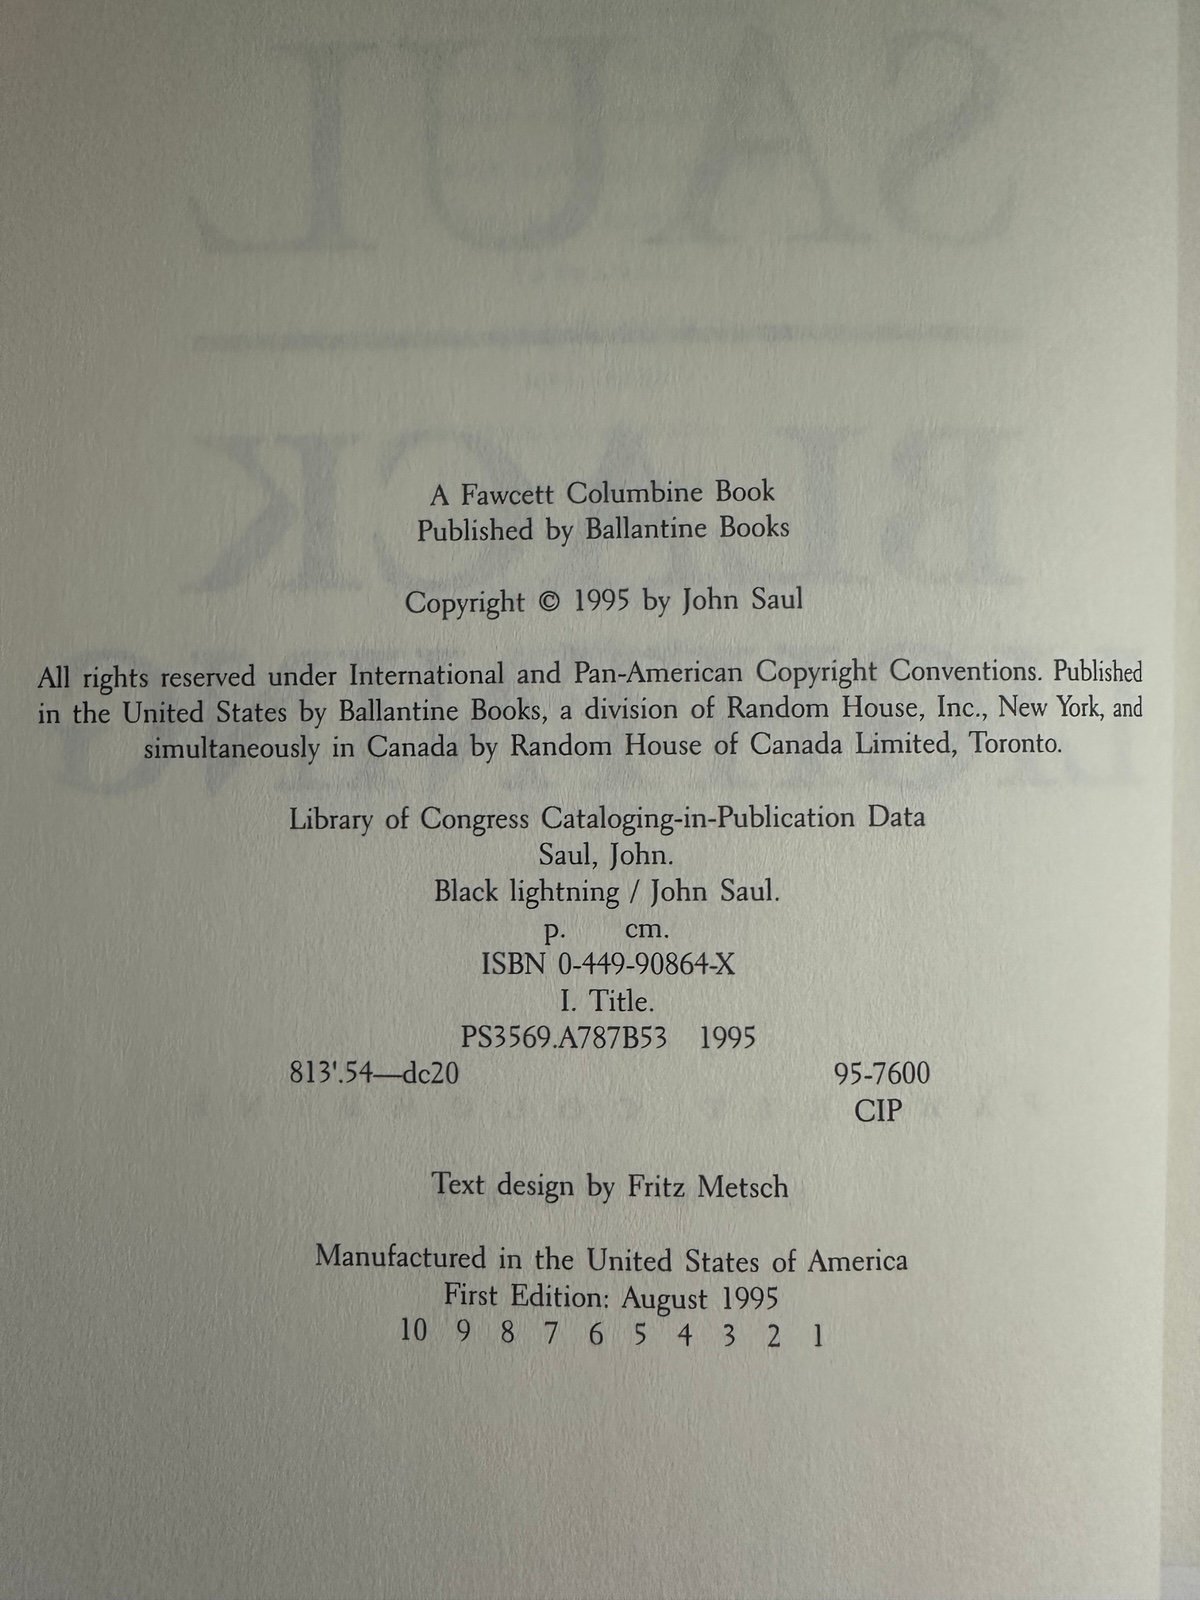 A Fawcett Columbine Book
Published by Ballantine Books
Copyright © 1995 by John Saul
All rights reserved under International and Pan-American Copyright Conventions. Published
in the United States by Ballantine Books, a division of Random House, Inc., New York, and
simultaneously in Canada by Random House of Canada Limited, Toronto.
Library of Congress Cataloging-in-Publication Data
Saul, John.
Black lightning / John Saul.
p. cm.
ISBN 0-449-90864-X
I. Title.
PS3569.A787B53 1995
813'.54—dc20 95-7600
CIP
Text design by Fritz Metsch
Manufactured in the United States of America
First Edition: August 1995
10 9 8 7 6 5 4 3 2 1